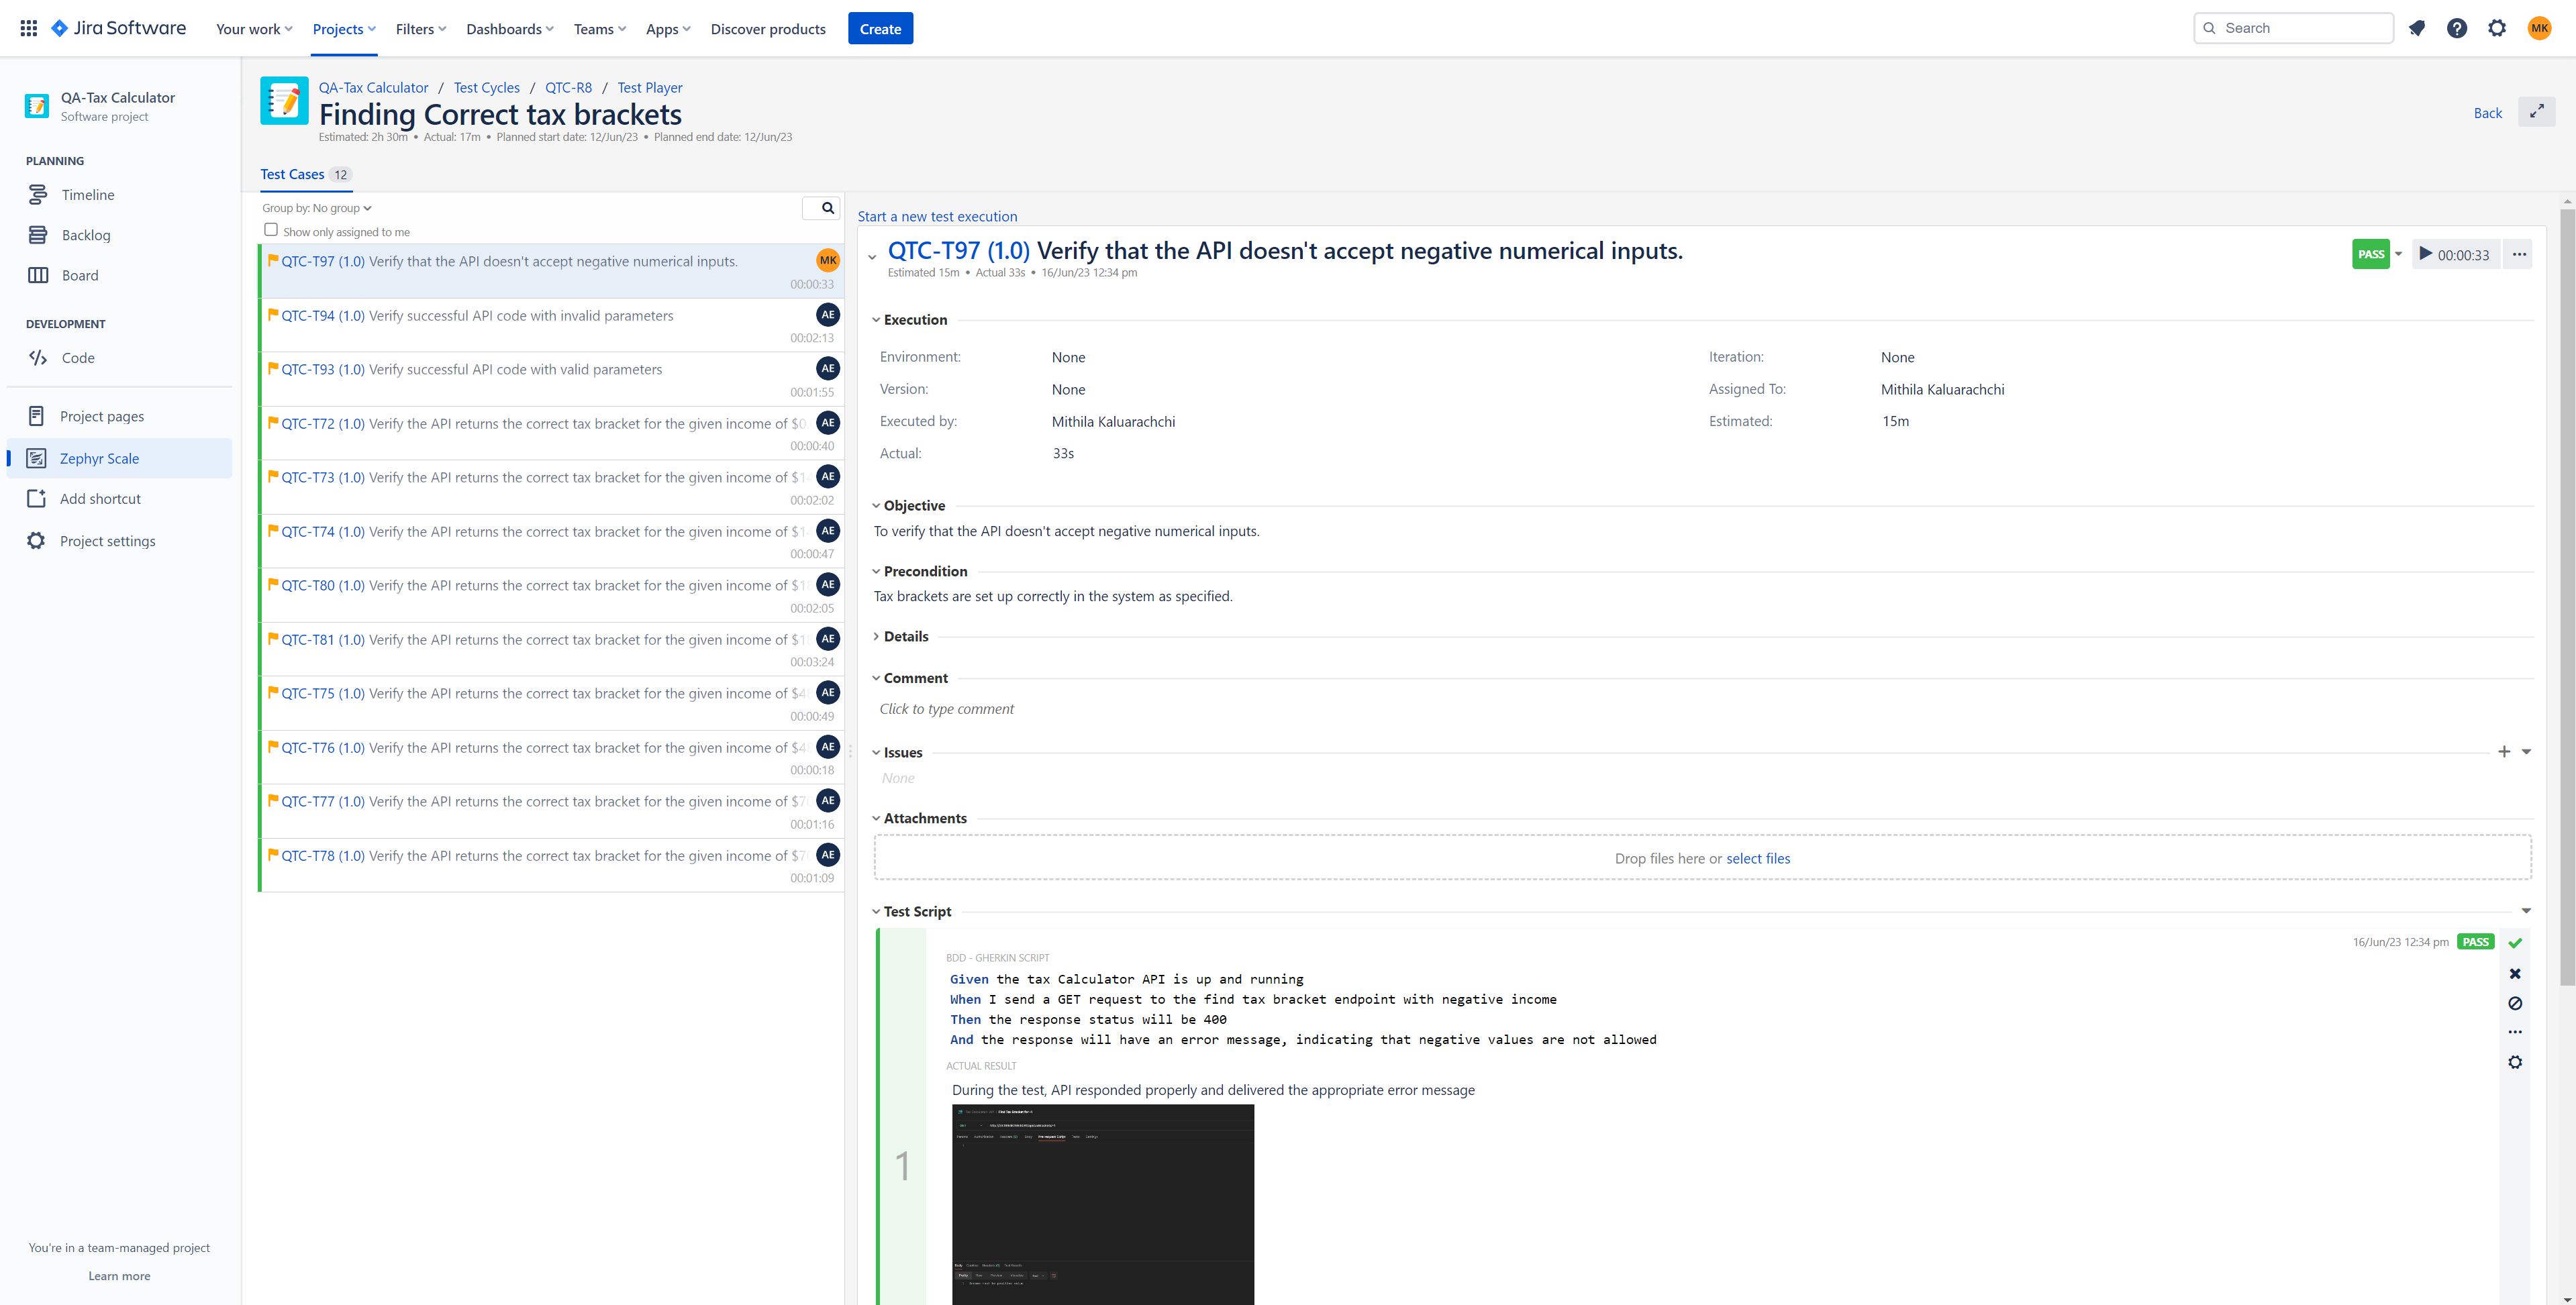 Jira Software
Your work
Projects
Filters
Dashboards
Teams
Apps
Discover products
Create
Search
MK
QA-Tax Calculator
Software project
PLANNING
Timeline
Backlog
Board
DEVELOPMENT
Code
Project pages
Zephyr Scale
Add shortcut
Project settings
You're in a team-managed project
Learn more
QA-Tax Calculator / Test Cycles / QTC-R8 / Test Player
Finding Correct tax brackets
Estimated: 2h 30m • Actual: 17m • Planned start date: 12/Jun/23 • Planned end date: 12/Jun/23
Back
Test Cases 12
Group by: No group
Show only assigned to me
QTC-T97 (1.0) Verify that the API doesn't accept negative numerical inputs. MK
00:00:33
QTC-T94 (1.0) Verify successful API code with invalid parameters AE
00:02:13
QTC-T93 (1.0) Verify successful API code with valid parameters AE
00:01:55
QTC-T72 (1.0) Verify the API returns the correct tax bracket for the given income of $0 AE
00:00:40
QTC-T73 (1.0) Verify the API returns the correct tax bracket for the given income of $14 AE
00:02:02
QTC-T74 (1.0) Verify the API returns the correct tax bracket for the given income of $14 AE
00:00:47
QTC-T80 (1.0) Verify the API returns the correct tax bracket for the given income of $18 AE
00:02:05
QTC-T81 (1.0) Verify the API returns the correct tax bracket for the given income of $18 AE
00:03:24
QTC-T75 (1.0) Verify the API returns the correct tax bracket for the given income of $48 AE
00:00:49
QTC-T76 (1.0) Verify the API returns the correct tax bracket for the given income of $48 AE
00:00:18
QTC-T77 (1.0) Verify the API returns the correct tax bracket for the given income of $70 AE
00:01:16
QTC-T78 (1.0) Verify the API returns the correct tax bracket for the given income of $70 AE
00:01:09
Start a new test execution
QTC-T97 (1.0) Verify that the API doesn't accept negative numerical inputs.
Estimated 15m • Actual 33s • 16/Jun/23 12:34 pm
PASS
00:00:33
Execution
Environment: None
Iteration: None
Version: None
Assigned To: Mithila Kaluarachchi
Executed by: Mithila Kaluarachchi
Estimated: 15m
Actual: 33s
Objective
To verify that the API doesn't accept negative numerical inputs.
Precondition
Tax brackets are set up correctly in the system as specified.
Details
Comment
Click to type comment
Issues
None
Attachments
Drop files here or select files
Test Script
16/Jun/23 12:34 pm PASS
1
BDD - GHERKIN SCRIPT
Given the tax Calculator API is up and running
When I send a GET request to the find tax bracket endpoint with negative income
Then the response status will be 400
And the response will have an error message, indicating that negative values are not allowed
ACTUAL RESULT
During the test, API responded properly and delivered the appropriate error message